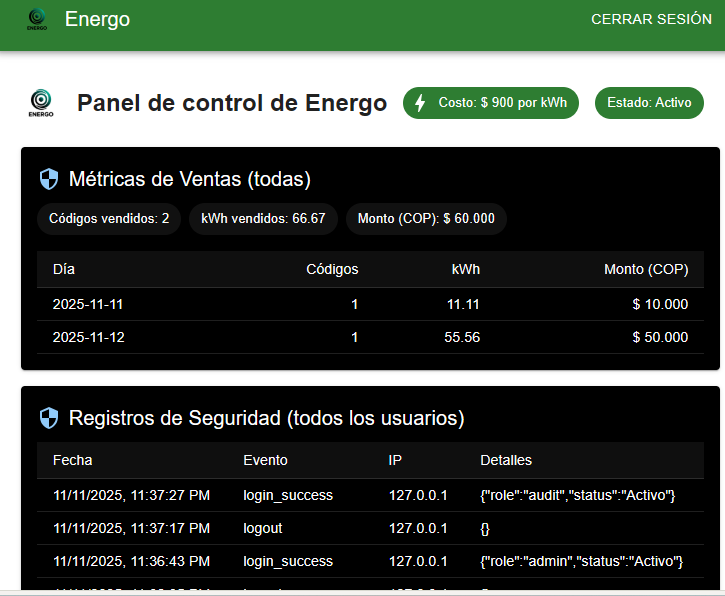 ENERGO Energo CERRAR SESIÓN
ENERGO Panel de control de Energo Costo: $ 900 por kWh Estado: Activo
Métricas de Ventas (todas)
Códigos vendidos: 2 kWh vendidos: 66.67 Monto (COP): $ 60.000
Día Códigos kWh Monto (COP)
2025-11-11 1 11.11 $ 10.000
2025-11-12 1 55.56 $ 50.000
Registros de Seguridad (todos los usuarios)
Fecha Evento IP Detalles
11/11/2025, 11:37:27 PM login_success 127.0.0.1 {"role":"audit","status":"Activo"}
11/11/2025, 11:37:17 PM logout 127.0.0.1 {}
11/11/2025, 11:36:43 PM login_success 127.0.0.1 {"role":"admin","status":"Activo"}